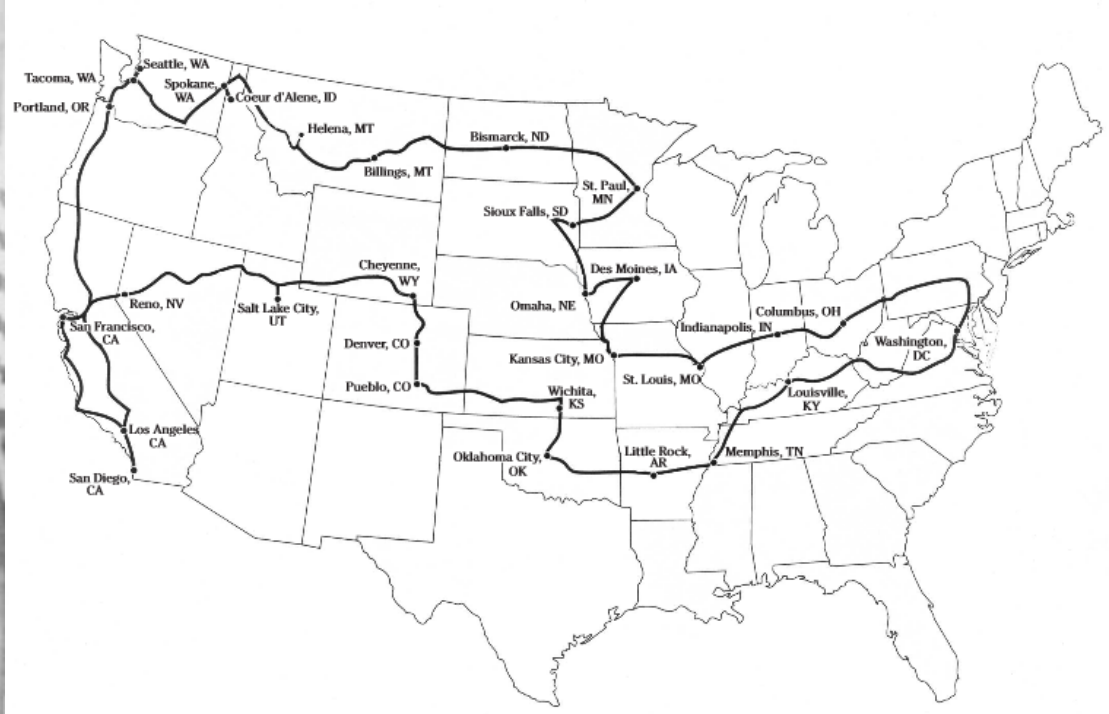 Seattle, WA
Tacoma, WA
Spokane,
WA
Coeur d'Alene, ID
Portland, OR
Helena, MT
Billings, MT
Bismarck, ND
St. Paul,
MN
Sioux Falls, SD
Des Moines, IA
Omaha, NE
Cheyenne,
WY
Reno, NV
Salt Lake City,
UT
San Francisco,
CA
Denver, CO
Pueblo, CO
Kansas City, MO
St. Louis, MO
Indianapolis, IN
Columbus, OH
Washington,
DC
Louisville,
KY
Wichita,
KS
Los Angeles
CA
San Diego,
CA
Oklahoma City,
OK
Little Rock,
AR
Memphis, TN